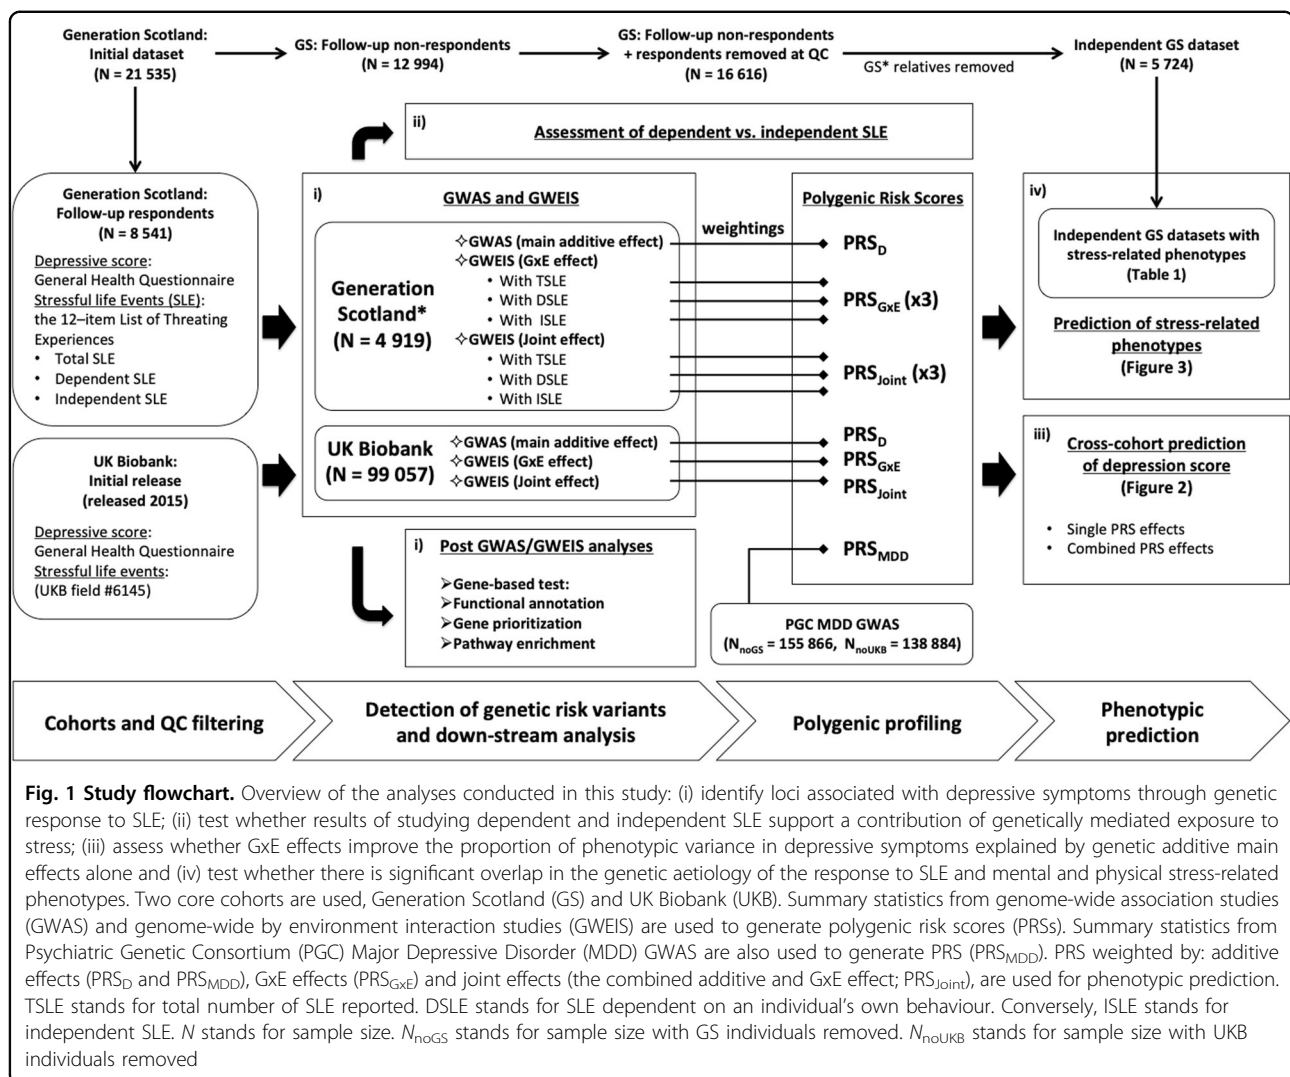 Generation Scotland:
Initial dataset
(N = 21 535)
GS: Follow-up non-respondents
(N = 12 994)
GS: Follow-up non-respondents
+ respondents removed at QC
(N = 16 616)
GS* relatives removed
Independent GS dataset
(N = 5 724)
ii)
Assessment of dependent vs. independent SLE
Generation Scotland:
Follow-up respondents
(N = 8 541)
Depressive score:
General Health Questionnaire
Stressful life Events (SLE):
the 12–item List of Threating
Experiences
• Total SLE
• Dependent SLE
• Independent SLE
UK Biobank:
Initial release
(released 2015)
Depressive score:
General Health Questionnaire
Stressful life events:
(UKB field #6145)
i)
GWAS and GWEIS
Generation
Scotland*
(N = 4 919)
✧GWAS (main additive effect)
✧GWEIS (GxE effect)
• With TSLE
• With DSLE
• With ISLE
✧GWEIS (Joint effect)
• With TSLE
• With DSLE
• With ISLE
UK Biobank
(N = 99 057)
✧GWAS (main additive effect)
✧GWEIS (GxE effect)
✧GWEIS (Joint effect)
weightings
Polygenic Risk Scores
PRSD
PRSGxE (x3)
PRSJoint (x3)
PRSD
PRSGxE
PRSJoint
PRSMDD
i)
Post GWAS/GWEIS analyses
➢Gene-based test:
➢Functional annotation
➢Gene prioritization
➢Pathway enrichment
PGC MDD GWAS
(NnoGS = 155 866, NnoUKB = 138 884)
iv)
Independent GS datasets with
stress-related phenotypes
(Table 1)
Prediction of stress-related
phenotypes
(Figure 3)
iii)
Cross-cohort prediction
of depression score
(Figure 2)
• Single PRS effects
• Combined PRS effects
Cohorts and QC filtering
Detection of genetic risk variants
and down-stream analysis
Polygenic profiling
Phenotypic
prediction
Fig. 1 Study flowchart. Overview of the analyses conducted in this study: (i) identify loci associated with depressive symptoms through genetic
response to SLE; (ii) test whether results of studying dependent and independent SLE support a contribution of genetically mediated exposure to
stress; (iii) assess whether GxE effects improve the proportion of phenotypic variance in depressive symptoms explained by genetic additive main
effects alone and (iv) test whether there is significant overlap in the genetic aetiology of the response to SLE and mental and physical stress-related
phenotypes. Two core cohorts are used, Generation Scotland (GS) and UK Biobank (UKB). Summary statistics from genome-wide association studies
(GWAS) and genome-wide by environment interaction studies (GWEIS) are used to generate polygenic risk scores (PRSs). Summary statistics from
Psychiatric Genetic Consortium (PGC) Major Depressive Disorder (MDD) GWAS are also used to generate PRS (PRSMDD). PRS weighted by: additive
effects (PRSD and PRSMDD), GxE effects (PRSGxE) and joint effects (the combined additive and GxE effect; PRSJoint), are used for phenotypic prediction.
TSLE stands for total number of SLE reported. DSLE stands for SLE dependent on an individual's own behaviour. Conversely, ISLE stands for
independent SLE. N stands for sample size. NnoGS stands for sample size with GS individuals removed. NnoUKB stands for sample size with UKB
individuals removed